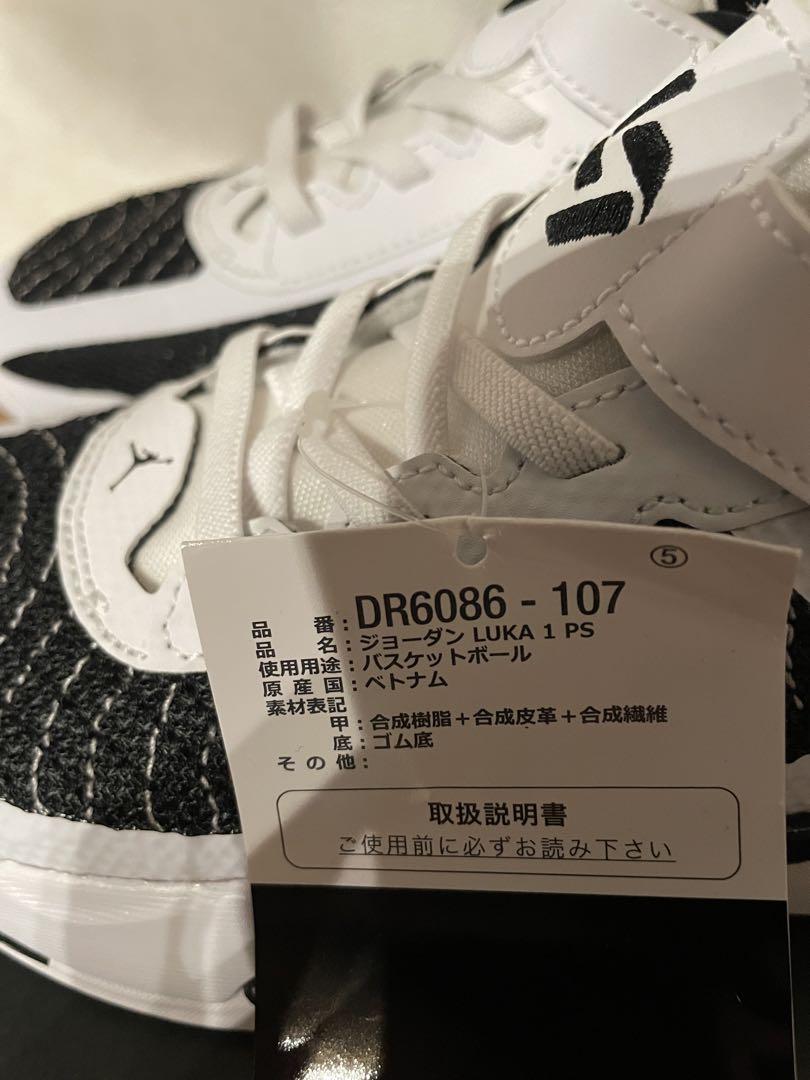 ⑤
品 番:DR6086 - 107
品 名:ジョーダン LUKA 1 PS
使用用途:バスケットボール
原 産 国:ベトナム
素材表記
甲:合成樹脂+合成皮革+合成繊維
底:ゴム底
そ の 他:
取扱説明書
ご使用前に必ずお読み下さい